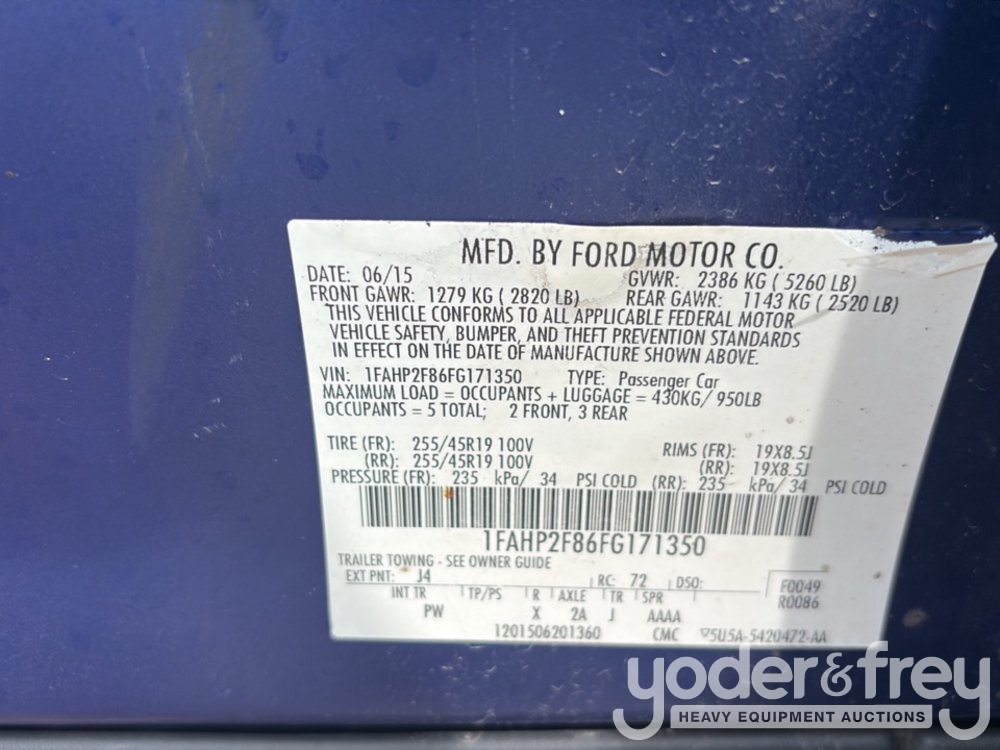 MFD. BY FORD MOTOR CO.
DATE: 06/15 GVWR: 2386 KG ( 5260 LB)
FRONT GAWR: 1279 KG ( 2820 LB) REAR GAWR: 1143 KG ( 2520 LB)
THIS VEHICLE CONFORMS TO ALL APPLICABLE FEDERAL MOTOR
VEHICLE SAFETY, BUMPER, AND THEFT PREVENTION STANDARDS
IN EFFECT ON THE DATE OF MANUFACTURE SHOWN ABOVE.
VIN: 1FAHP2F86FG171350 TYPE: Passenger Car
MAXIMUM LOAD = OCCUPANTS + LUGGAGE = 430KG/ 950LB
OCCUPANTS = 5 TOTAL; 2 FRONT, 3 REAR
TIRE (FR): 255/45R19 100V RIMS (FR): 19X8.5J
(RR): 255/45R19 100V (RR): 19X8.5J
PRESSURE (FR): 235 kPa/ 34 PSI COLD (RR): 235 kPa/ 34 PSI COLD
1FAHP2F86FG171350
TRAILER TOWING - SEE OWNER GUIDE
EXT PNT: J4 RC: 72 DSO: F0049
INT TR TP/PS R AXLE TR SPR R0086
PW X 2A J AAAA
1201506201360 CMC 5U5A-5420472-AA
yoder&frey
HEAVY EQUIPMENT AUCTIONS